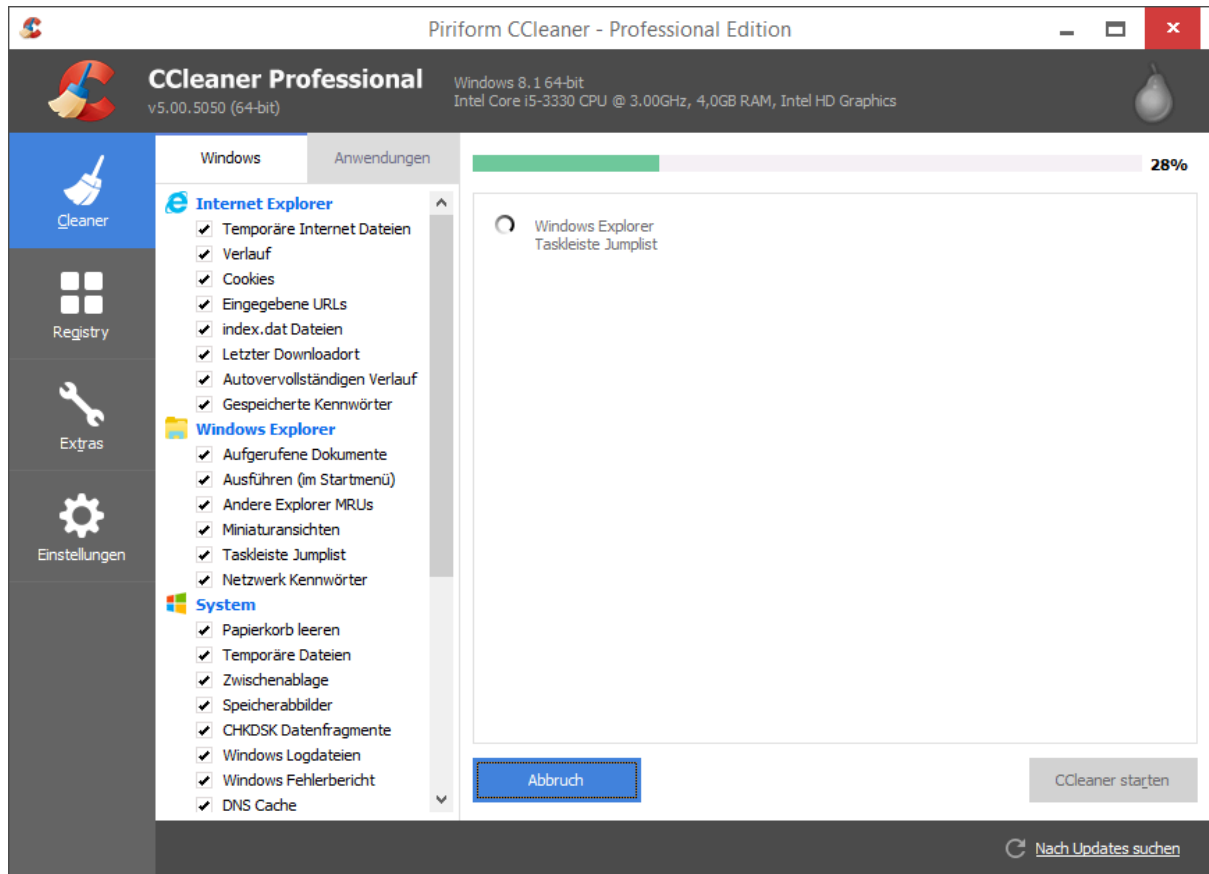 Piriform CCleaner - Professional Edition
CCleaner Professional
v5.00.5050 (64-bit)
Windows 8.1 64-bit
Intel Core i5-3330 CPU @ 3.00GHz, 4,0GB RAM, Intel HD Graphics
Cleaner
Registry
Extras
Einstellungen
Windows
Anwendungen
Internet Explorer
Temporäre Internet Dateien
Verlauf
Cookies
Eingegebene URLs
index.dat Dateien
Letzter Downloadort
Autovervollständigen Verlauf
Gespeicherte Kennwörter
Windows Explorer
Aufgerufene Dokumente
Ausführen (im Startmenü)
Andere Explorer MRUs
Miniaturansichten
Taskleiste Jumplist
Netzwerk Kennwörter
System
Papierkorb leeren
Temporäre Dateien
Zwischenablage
Speicherabbilder
CHKDSK Datenfragmente
Windows Logdateien
Windows Fehlerbericht
DNS Cache
28%
Windows Explorer
Taskleiste Jumplist
Abbruch
CCleaner starten
Nach Updates suchen